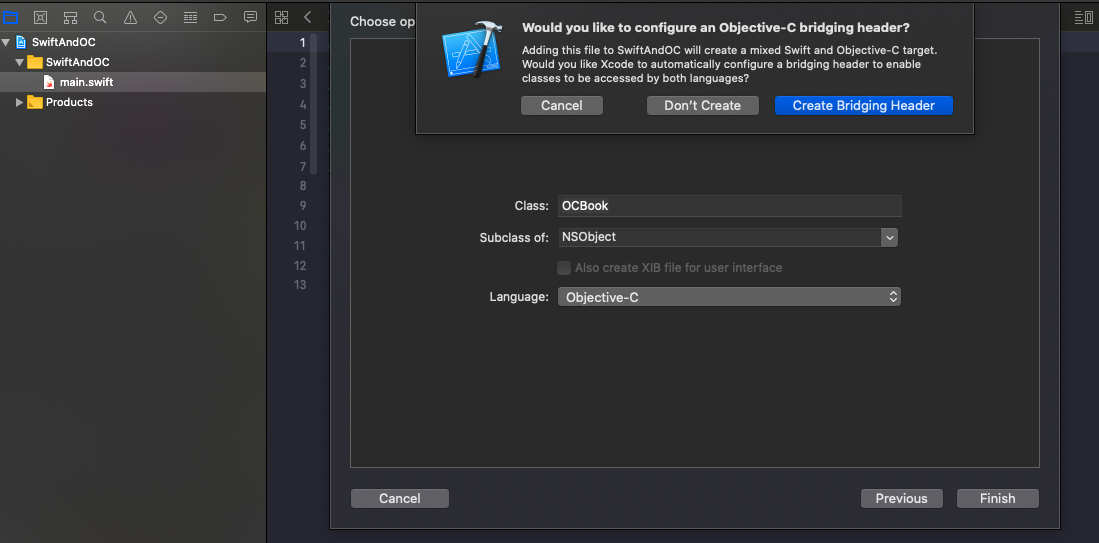 Choose op
Would you like to configure an Objective-C bridging header?
Adding this file to SwiftAndOC will create a mixed Swift and Objective-C target.
Would you like Xcode to automatically configure a bridging header to enable
classes to be accessed by both languages?
Cancel
Don't Create
Create Bridging Header
SwiftAndOC
SwiftAndOC
main.swift
Products
1
2
3
4
5
6
7
8
9
10
11
12
13
Class: OCBook
Subclass of: NSObject
Also create XIB file for user interface
Language: Objective-C
Cancel
Previous
Finish